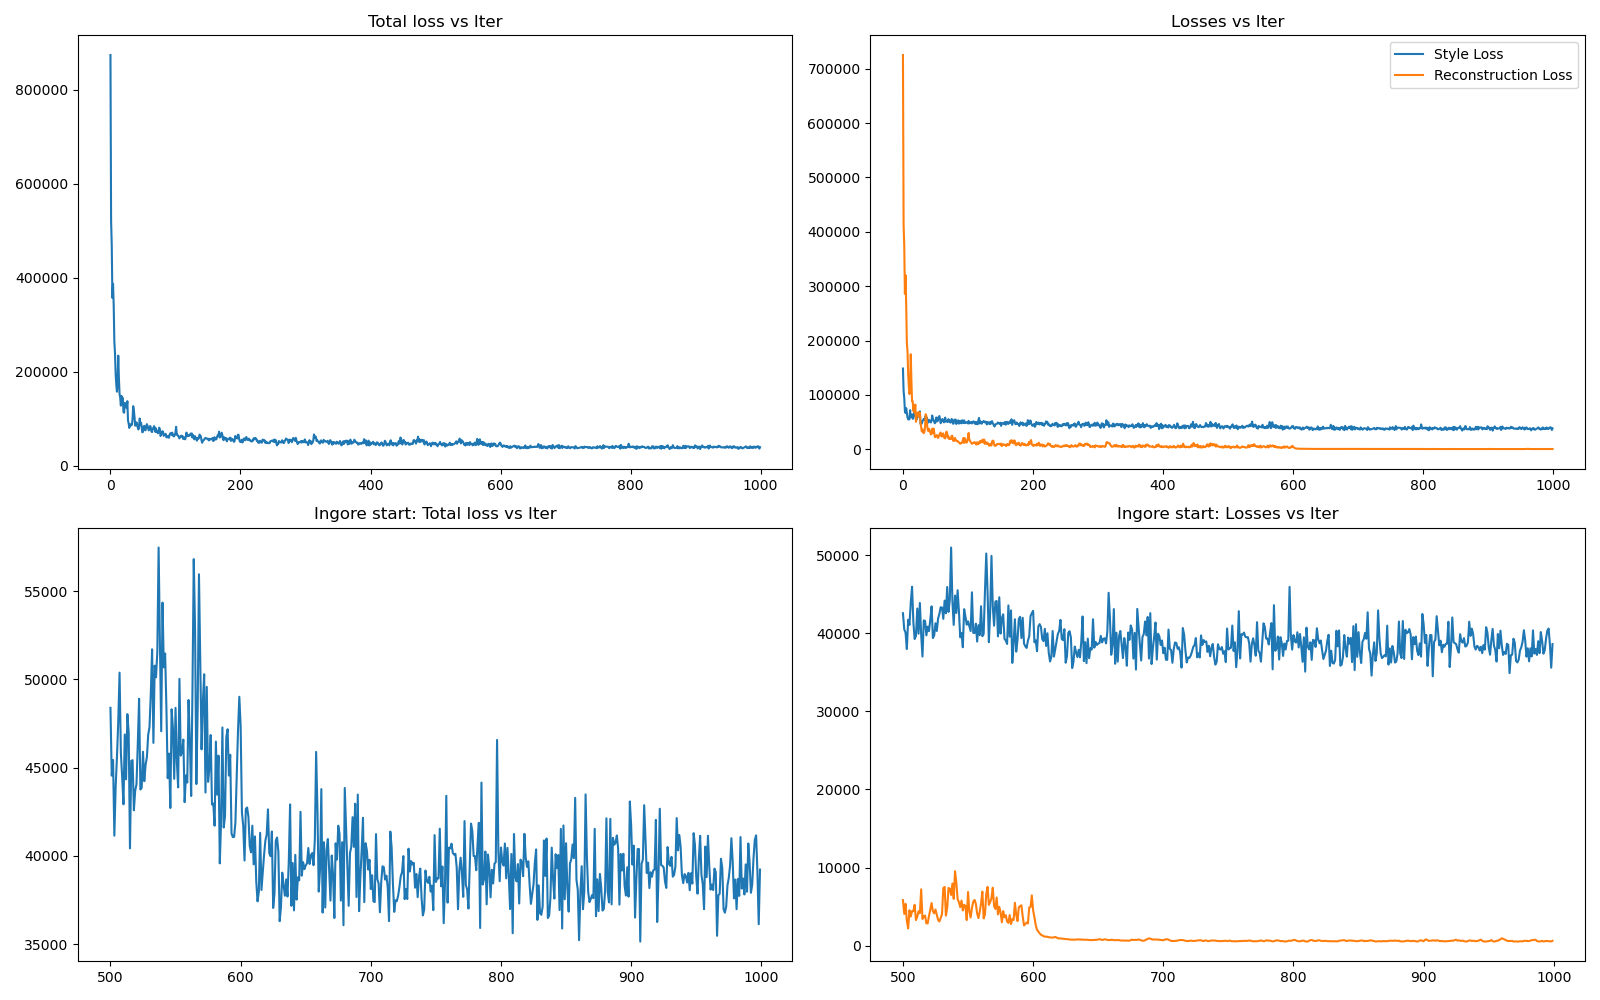 Total loss vs Iter
800000
600000
400000
200000
0
0 200 400 600 800 1000
Losses vs Iter
Style Loss
Reconstruction Loss
700000
600000
500000
400000
300000
200000
100000
0
0 200 400 600 800 1000
Ingore start: Total loss vs Iter
55000
50000
45000
40000
35000
500 600 700 800 900 1000
Ingore start: Losses vs Iter
50000
40000
30000
20000
10000
0
500 600 700 800 900 1000